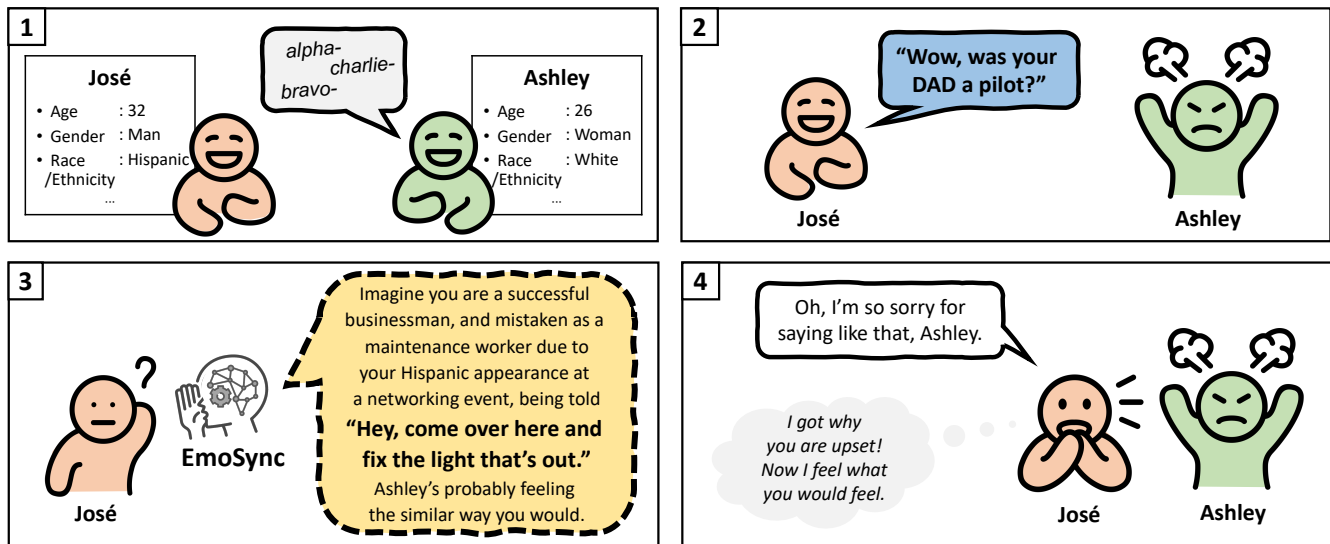 1
José
• Age : 32
• Gender : Man
• Race : Hispanic
/Ethnicity
...
alpha-
charlie-
bravo-
Ashley
• Age : 26
• Gender : Woman
• Race : White
/Ethnicity
...
2
“Wow, was your
DAD a pilot?”
José
Ashley
3
?
José
EmoSync
Imagine you are a successful
businessman, and mistaken as a
maintenance worker due to
your Hispanic appearance at
a networking event, being told
“Hey, come over here and
fix the light that’s out.”
Ashley’s probably feeling
the similar way you would.
4
Oh, I’m so sorry for
saying like that, Ashley.
I got why
you are upset!
Now I feel what
you would feel.
José
Ashley